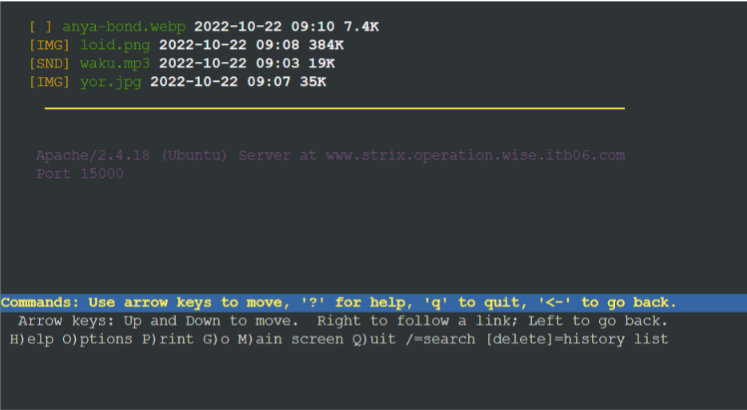 [ ] anya-bond.webp 2022-10-22 09:10 7.4K
[IMG] loid.png 2022-10-22 09:08 384K
[SND] waku.mp3 2022-10-22 09:03 19K
[IMG] yor.jpg 2022-10-22 09:07 35K
Apache/2.4.18 (Ubuntu) Server at www.strix.operation.wise.itb06.com
Port 15000
Commands: Use arrow keys to move, '?' for help, 'q' to quit, '<-' to go back.
Arrow keys: Up and Down to move.  Right to follow a link; Left to go back.
H)elp O)ptions P)rint G)o M)ain screen Q)uit /=search [delete]=history list